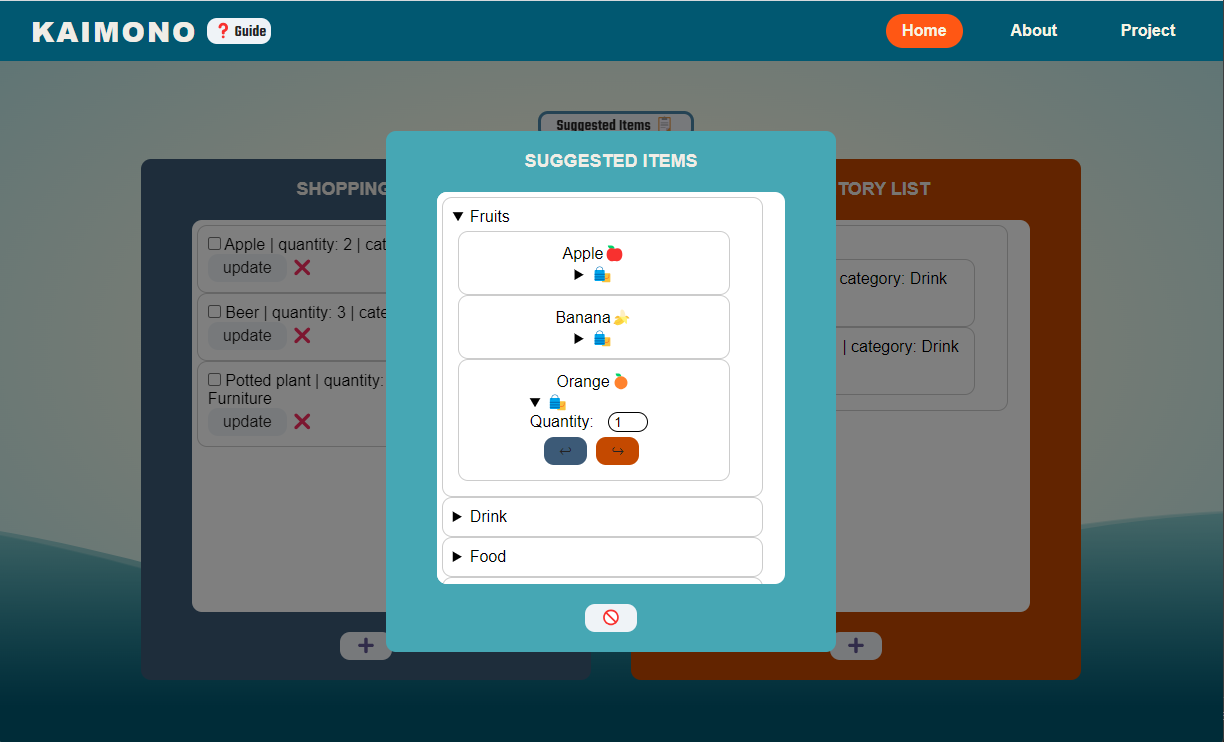 KAIMONO
❓ Guide
Home
About
Project
Suggested Items 📋
SHOPPING
Apple | quantity: 2 | cat
update
Beer | quantity: 3 | cate
update
Potted plant | quantity:
Furniture
update
SUGGESTED ITEMS
Fruits
Apple🍎
Banana🍌
Orange🍊
Quantity: 1
↩ ↪
Drink
Food
TORY LIST
category: Drink
| category: Drink